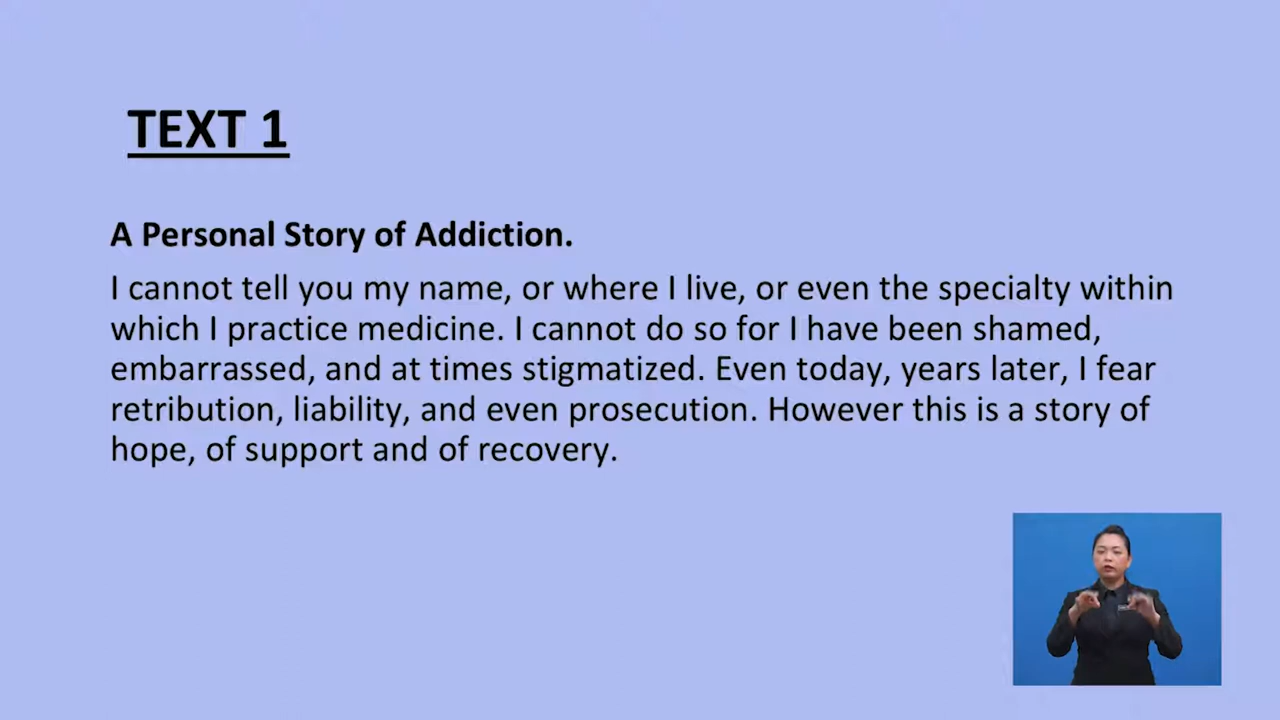 TEXT 1
A Personal Story of Addiction.
I cannot tell you my name, or where I live, or even the specialty within
which I practice medicine. I cannot do so for I have been shamed,
embarrassed, and at times stigmatized. Even today, years later, I fear
retribution, liability, and even prosecution. However this is a story of
hope, of support and of recovery.